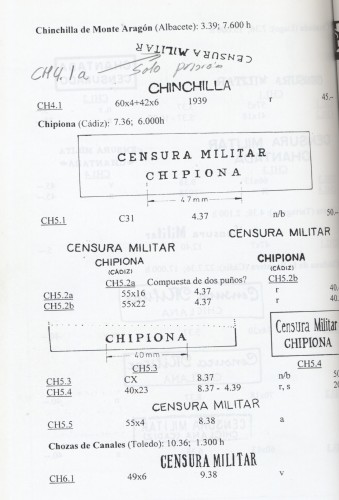 Chinchilla de Monte Aragón (Albacete): 3.39; 7.600 h
CENSURA MILITAR
CH4.1a Solo prisión
CHINCHILLA
CH4.1 60x4+42x6 1939 r 45.-
Chipiona (Cádiz): 7.36; 6.000h
CENSURA MILITAR
CHIPIONA
47mm
CH5.1 C31 4.37 n/b 50.-
CENSURA MILITAR
CENSURA MILITAR
CHIPIONA
(CÁDIZ)
CHIPIONA
(CADIZ)
CH5.2a Compuesta de dos puños? CH5.2b
CH5.2a 55x16 4.37 r 40.
CH5.2b 55x22 4.37 r 40.
CHIPIONA
40mm
Censura Militar
CHIPIONA
CH5.3
CH5.4
CH5.3 CX 8.37 n/b
CH5.4 40x23 8.37 - 4.39 r, s
CENSURA MILITAR
CH5.5 55x4 8.38 a
Chozas de Canales (Toledo): 10.36; 1.300 h
CENSURA MILITAR
CH6.1 49x6 9.38 v